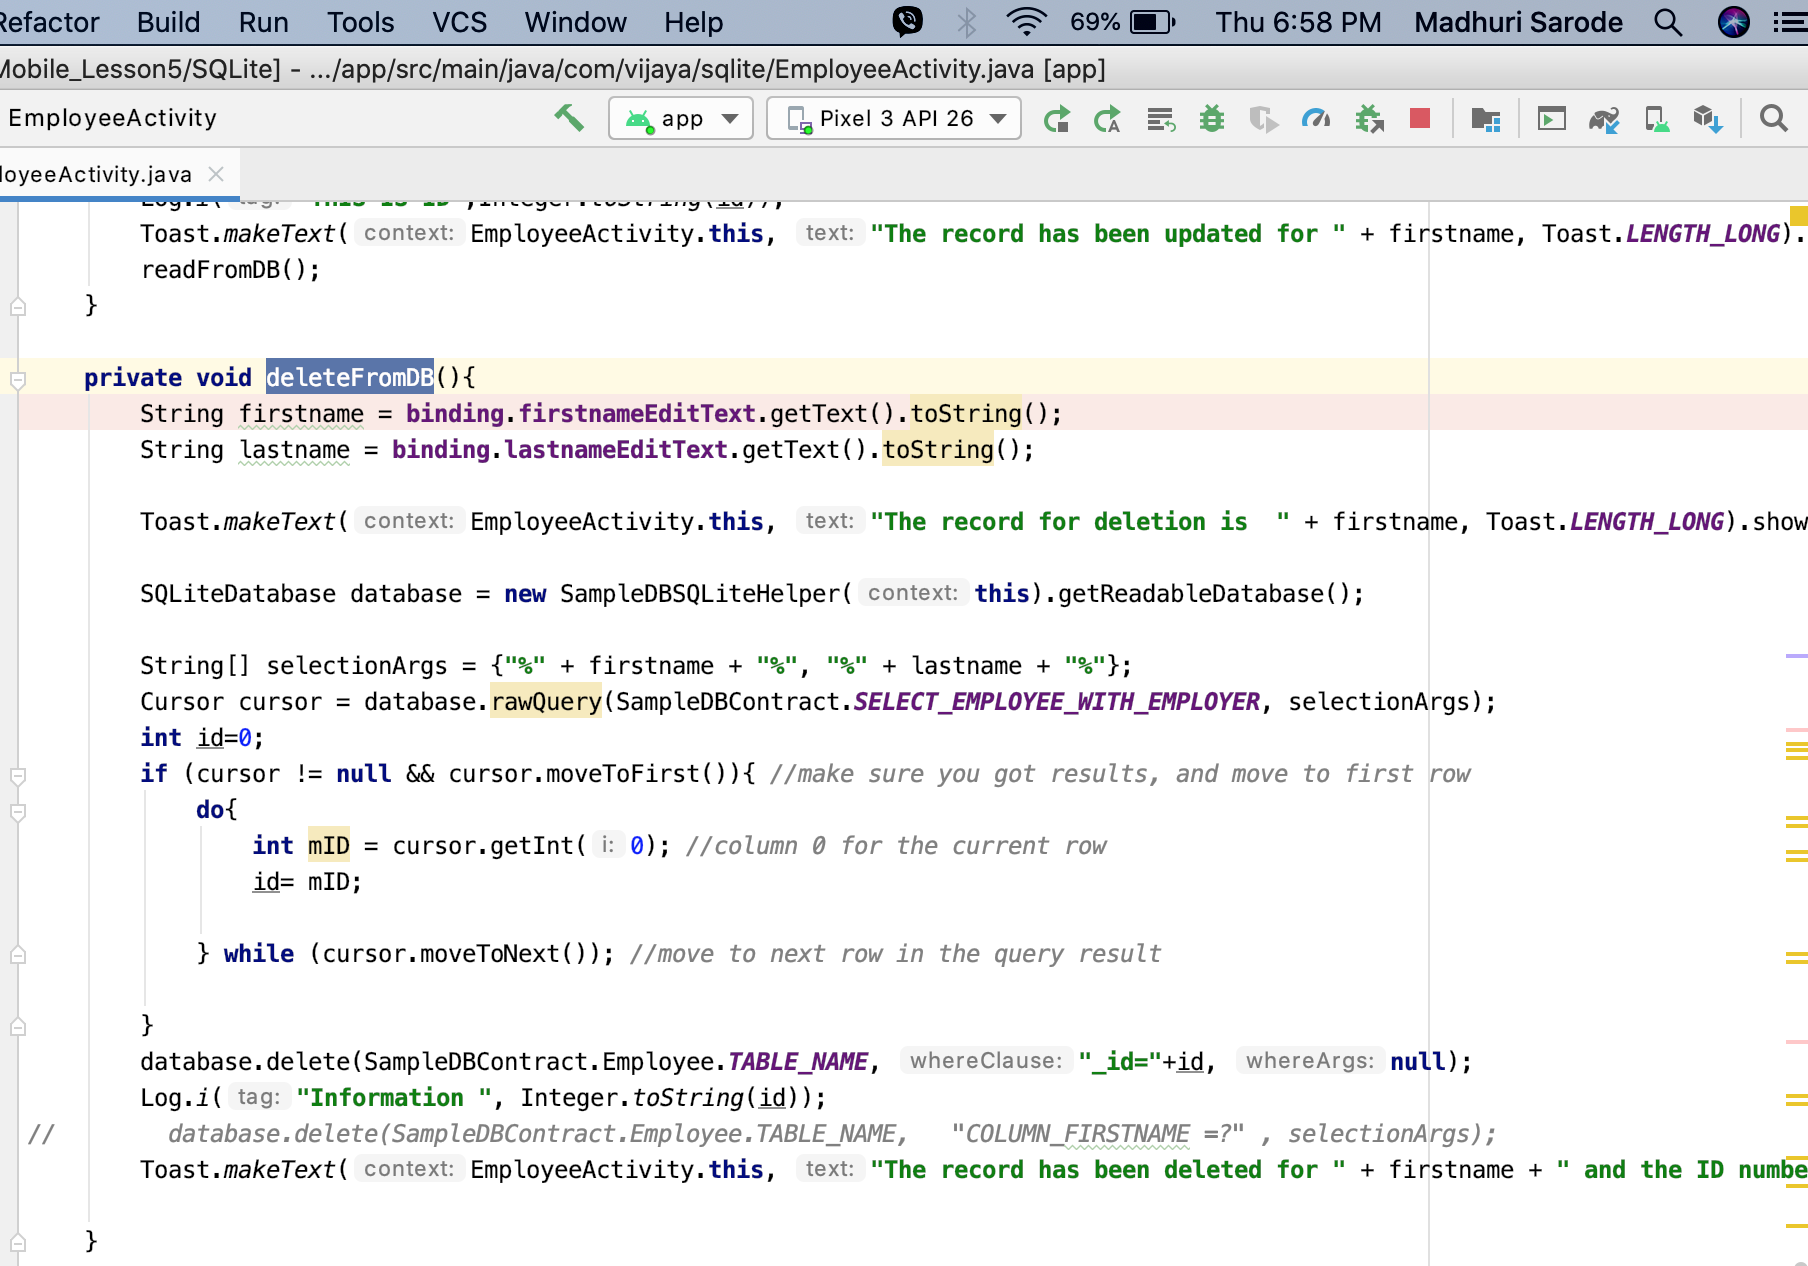 Refactor Build Run Tools VCS Window Help 69% Thu 6:58 PM Madhuri Sarode
Mobile_Lesson5/SQLite] - .../app/src/main/java/com/vijaya/sqlite/EmployeeActivity.java [app]
EmployeeActivity app Pixel 3 API 26
loyeeActivity.java
Log.i( tag: "This is ID",Integer.toString(id));
Toast.makeText( context: EmployeeActivity.this, text: "The record has been updated for " + firstname, Toast.LENGTH_LONG).
readFromDB();
}
private void deleteFromDB(){
String firstname = binding.firstnameEditText.getText().toString();
String lastname = binding.lastnameEditText.getText().toString();
Toast.makeText( context: EmployeeActivity.this, text: "The record for deletion is  " + firstname, Toast.LENGTH_LONG).show
SQLiteDatabase database = new SampleDBSQLiteHelper( context: this).getReadableDatabase();
String[] selectionArgs = {"%" + firstname + "%", "%" + lastname + "%"};
Cursor cursor = database.rawQuery(SampleDBContract.SELECT_EMPLOYEE_WITH_EMPLOYER, selectionArgs);
int id=0;
if (cursor != null && cursor.moveToFirst()){ //make sure you got results, and move to first row
do{
int mID = cursor.getInt( i: 0); //column 0 for the current row
id= mID;
} while (cursor.moveToNext()); //move to next row in the query result
}
database.delete(SampleDBContract.Employee.TABLE_NAME, whereClause: "_id="+id, whereArgs: null);
Log.i( tag: "Information ", Integer.toString(id));
// database.delete(SampleDBContract.Employee.TABLE_NAME,   "COLUMN_FIRSTNAME =?" , selectionArgs);
Toast.makeText( context: EmployeeActivity.this, text: "The record has been deleted for " + firstname + " and the ID numbe
}